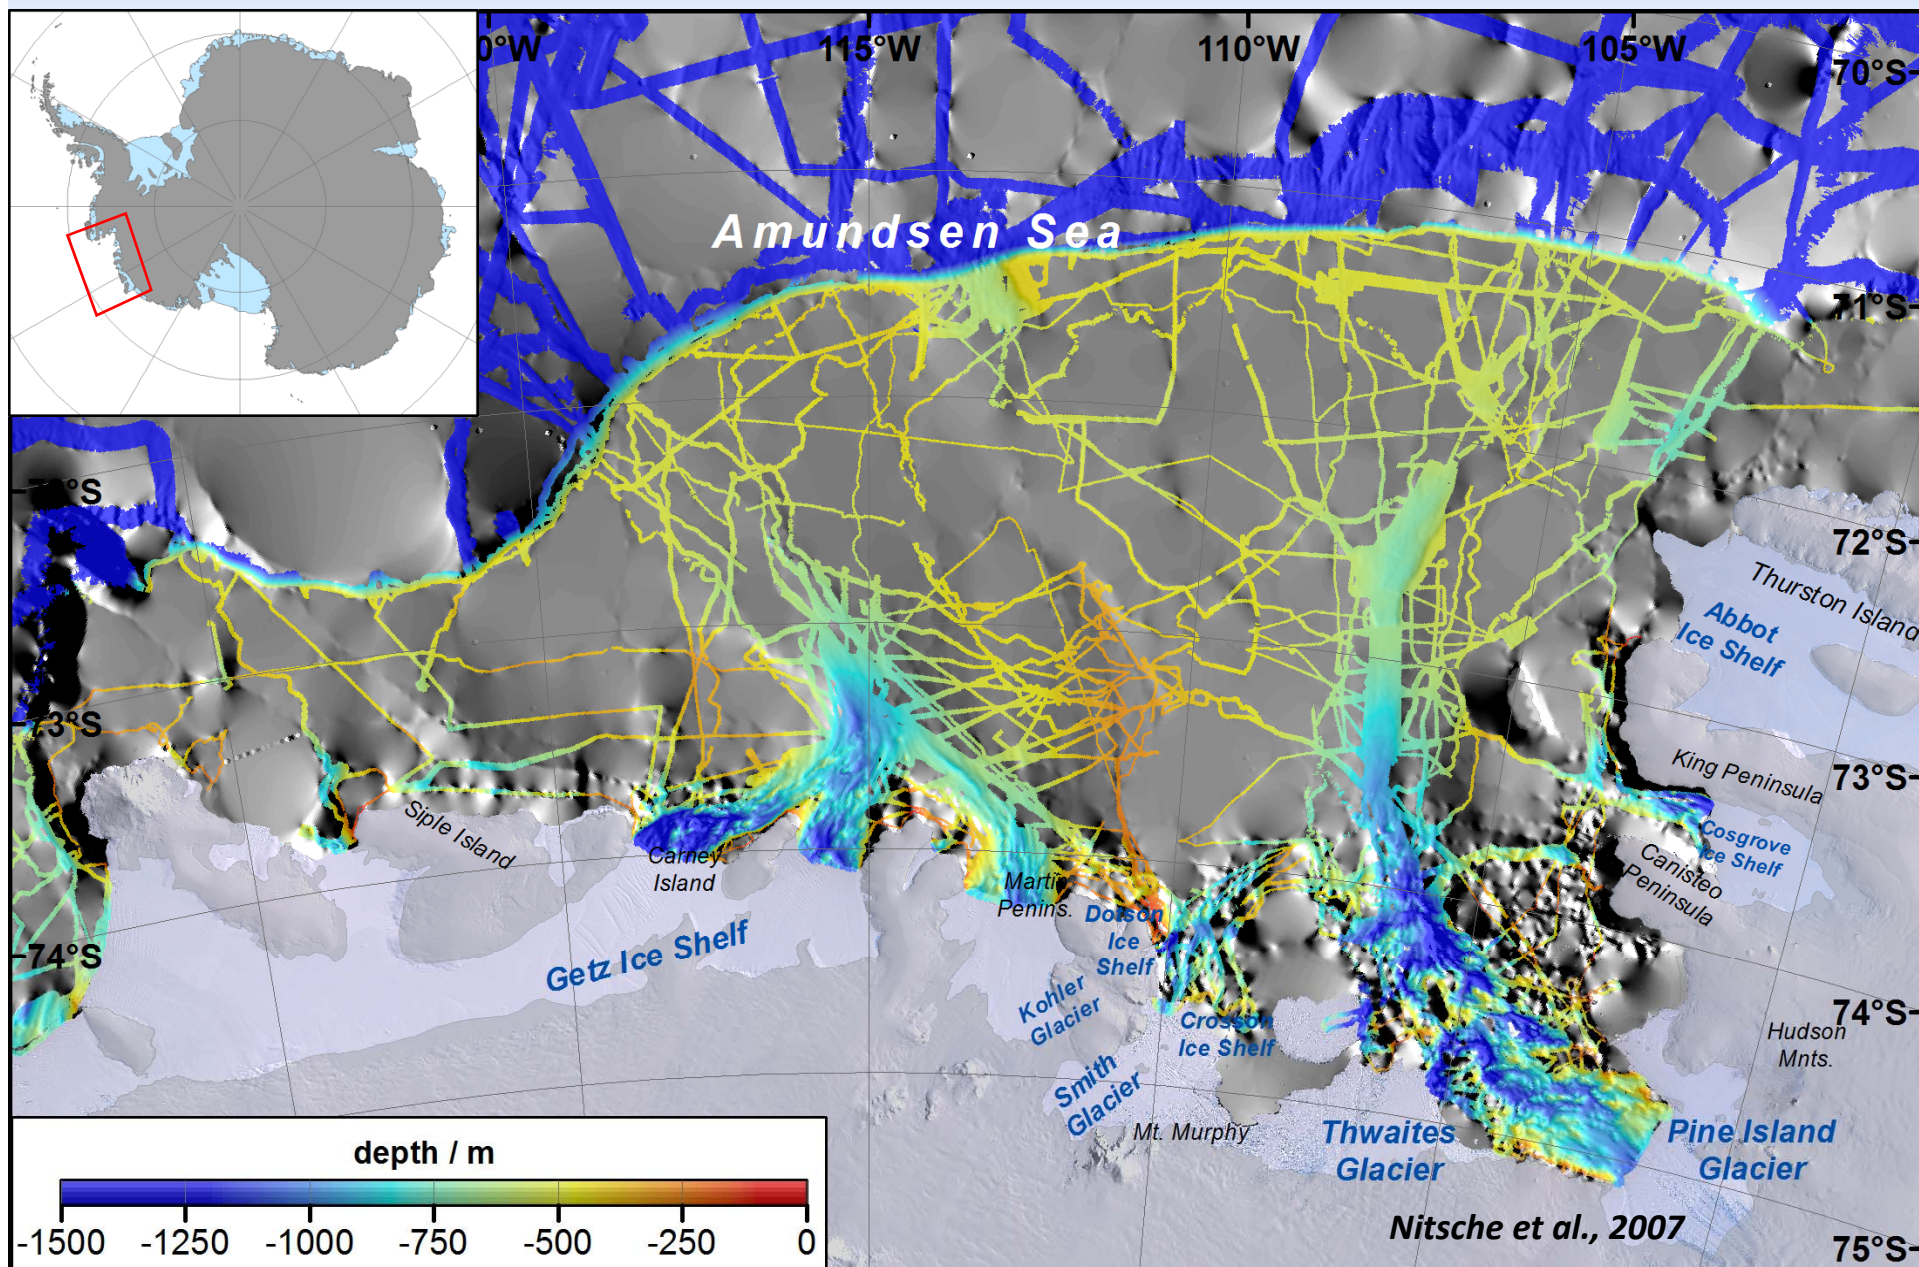 0°W
115°W
110°W
105°W
70°S
Amundsen Sea
71°S
°S
72°S
Thurston Island
Abbot
Ice Shelf
73°S
73°S
King Peninsula
Siple Island
Cosgrove
Ice Shelf
Carney
Island
Canisteo
Peninsula
Martin
Penins.
Dotson
Ice
Shelf
74°S
Getz Ice Shelf
Kohler
Glacier
Crosson
Ice Shelf
74°S
Hudson
Mnts.
Smith
Glacier
Mt. Murphy
Thwaites
Glacier
Pine Island
Glacier
depth / m
-1500 -1250 -1000 -750 -500 -250 0
Nitsche et al., 2007
75°S